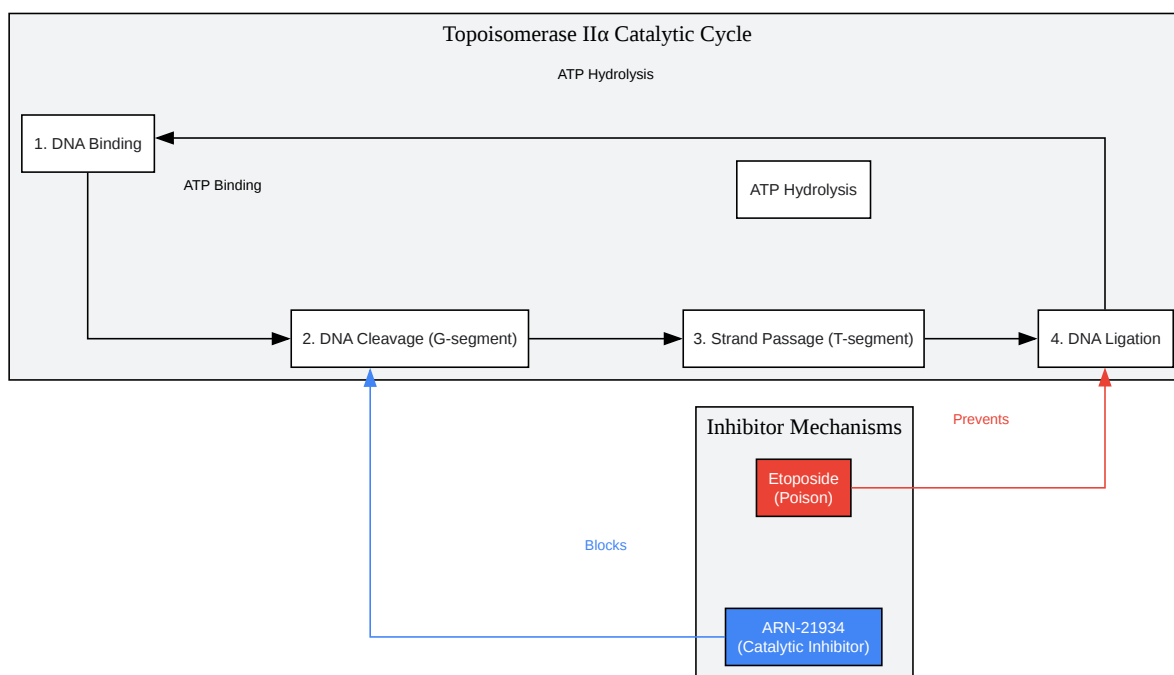 Topoisomerase IIα Catalytic Cycle
ATP Hydrolysis
1. DNA Binding
ATP Binding
ATP Hydrolysis
2. DNA Cleavage (G-segment)
3. Strand Passage (T-segment)
4. DNA Ligation
Inhibitor Mechanisms
Prevents
Etoposide
(Poison)
Blocks
ARN-21934
(Catalytic Inhibitor)